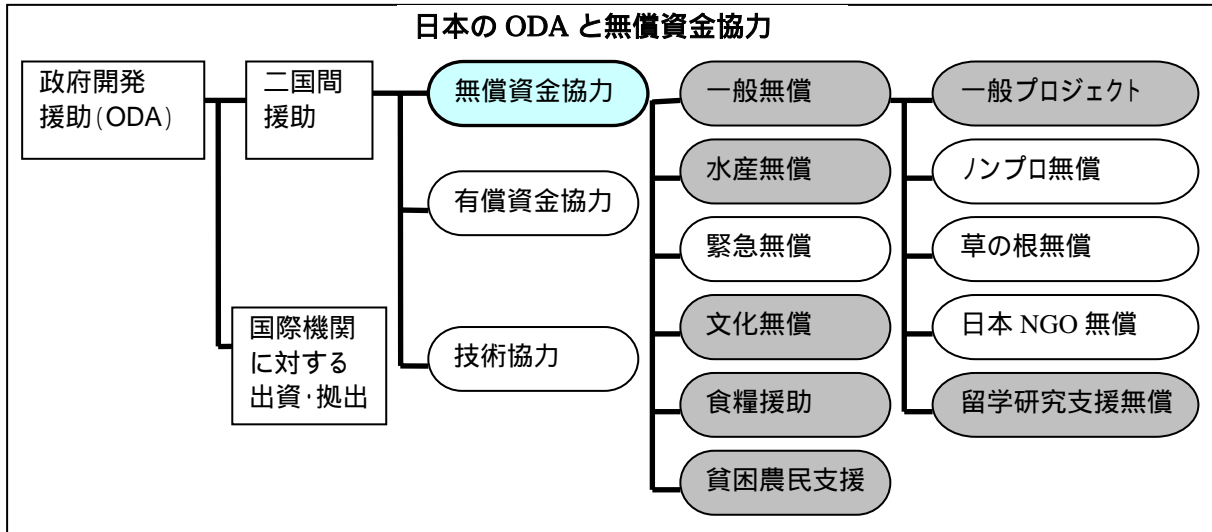 日本の ODA と無償資金協力
政府開発
援助(ODA)
二国間
援助
国際機関
に対する
出資･拠出
無償資金協力
有償資金協力
技術協力
一般無償
水産無償
緊急無償
文化無償
食糧援助
貧困農民支援
一般プロジェクト
ノンプロ無償
草の根無償
日本 NGO 無償
留学研究支援無償